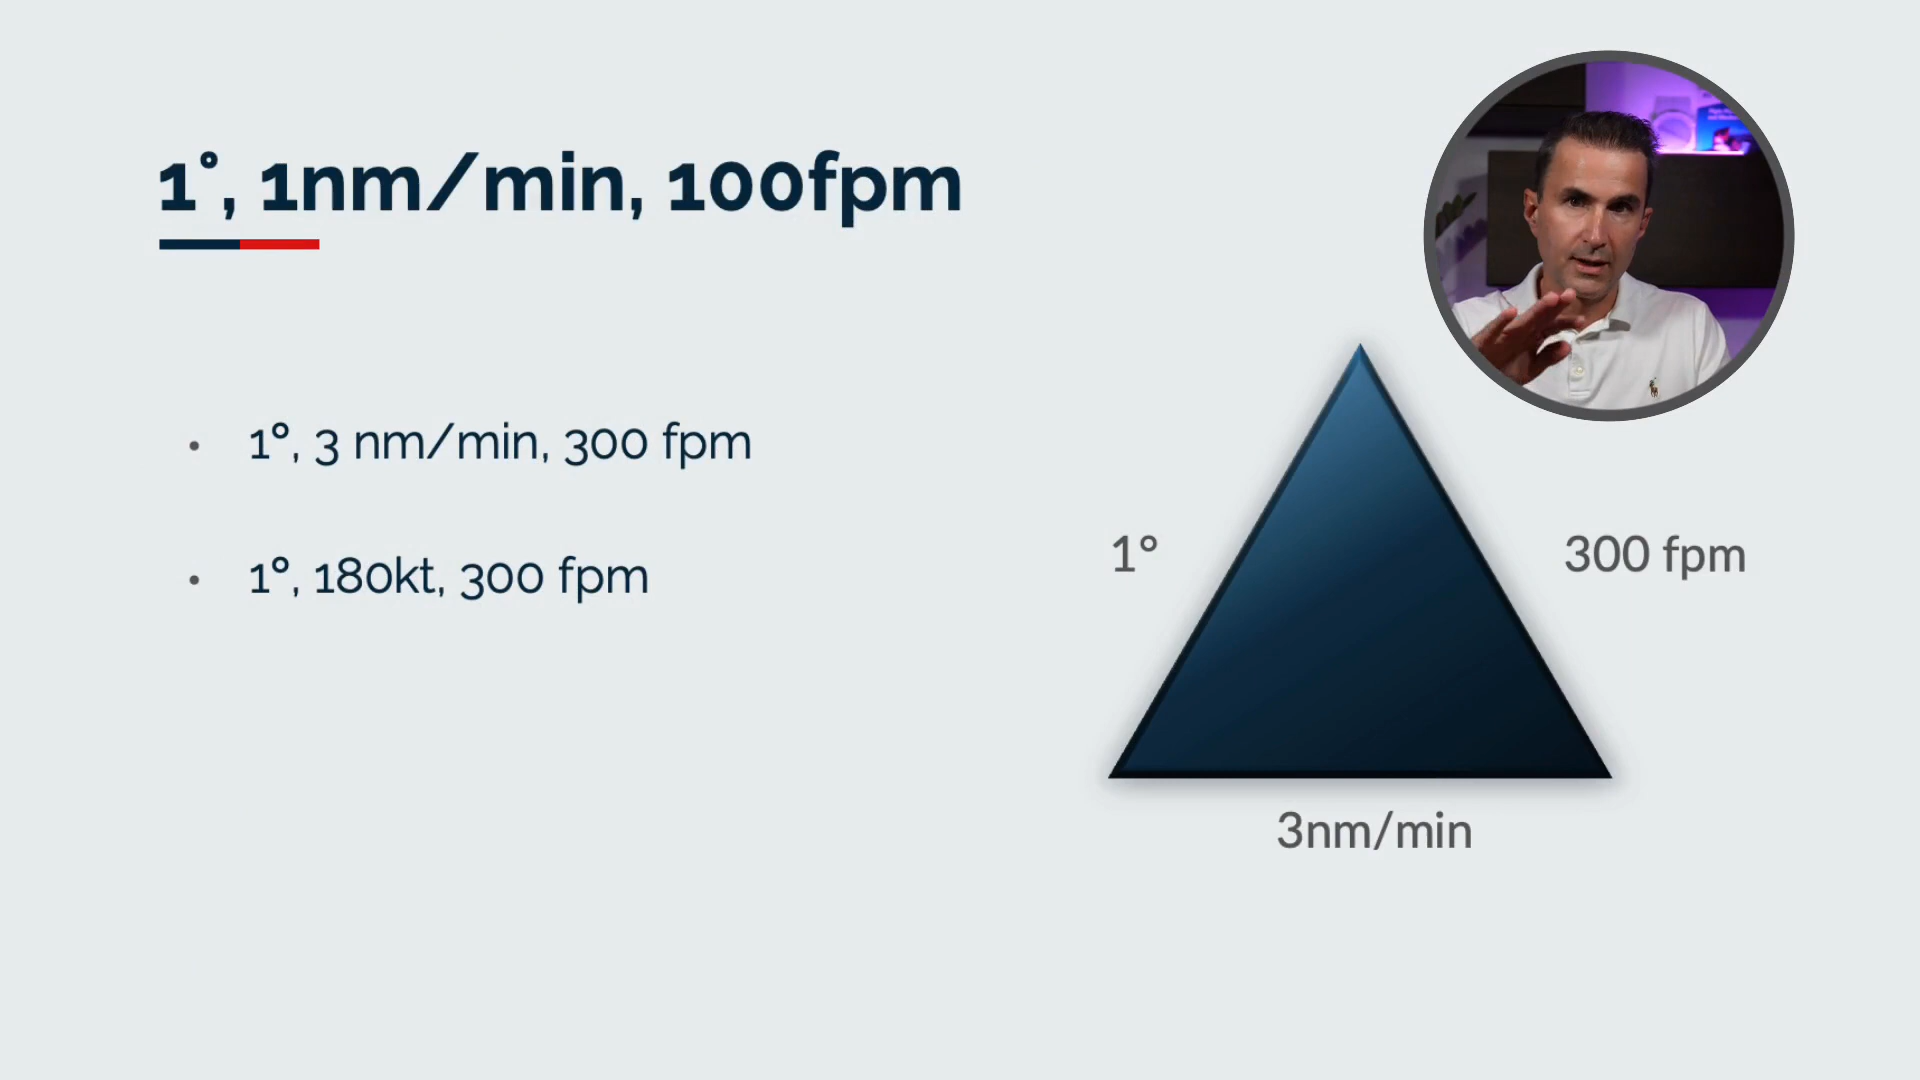 1°, 1nm/min, 100fpm
• 1°, 3 nm/min, 300 fpm
• 1°, 180kt, 300 fpm
1°
300 fpm
3nm/min